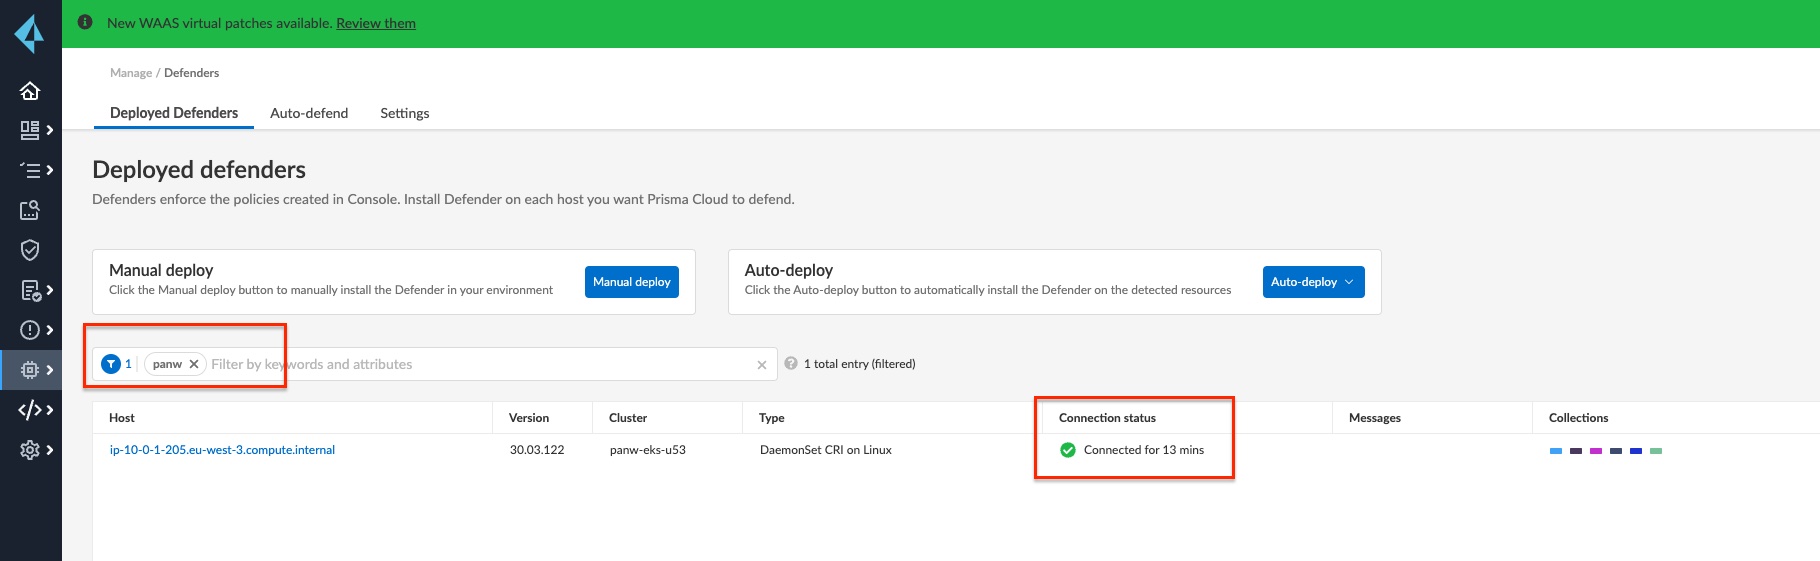 New WAAS virtual patches available. Review them
Manage / Defenders
Deployed Defenders Auto-defend Settings
Deployed defenders
Defenders enforce the policies created in Console. Install Defender on each host you want Prisma Cloud to defend.
Manual deploy
Click the Manual deploy button to manually install the Defender in your environment
Manual deploy
Auto-deploy
Click the Auto-deploy button to automatically install the Defender on the detected resources
Auto-deploy
1 panw Filter by keywords and attributes
1 total entry (filtered)
Host Version Cluster Type Connection status Messages Collections
ip-10-0-1-205.eu-west-3.compute.internal 30.03.122 panw-eks-u53 DaemonSet CRI on Linux Connected for 13 mins